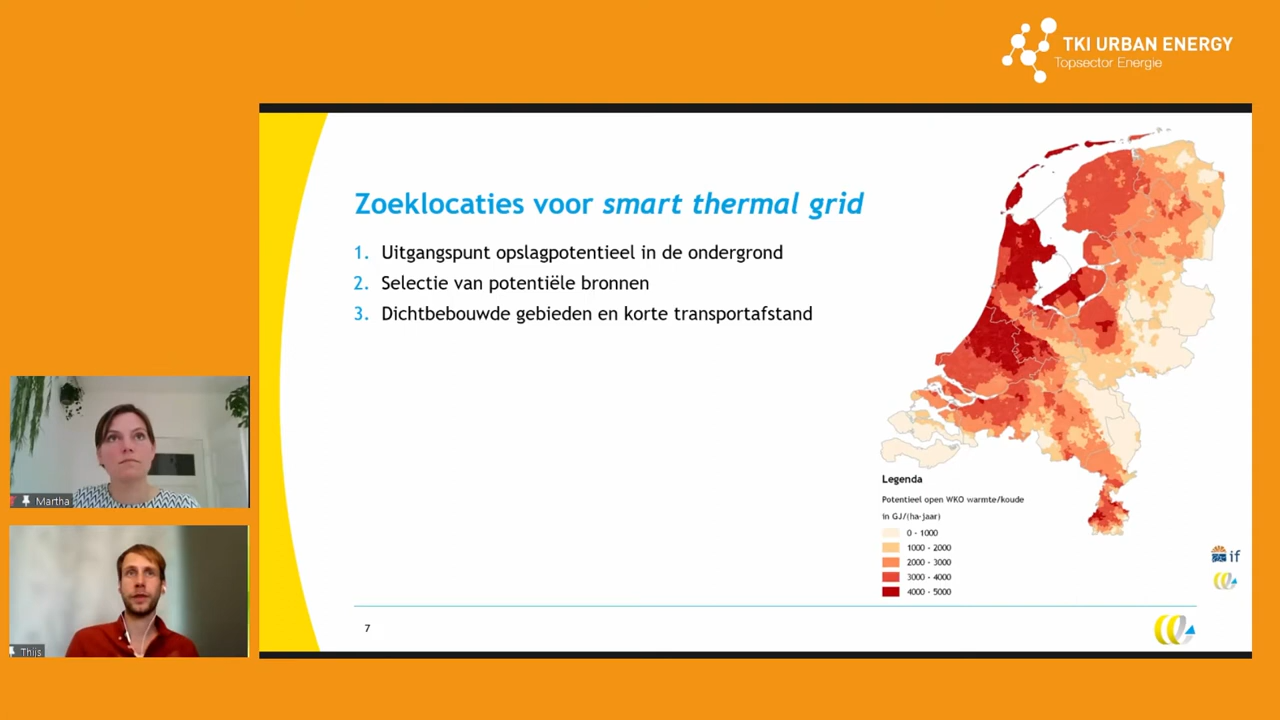 TKI URBAN ENERGY
Topsector Energie
Zoeklocaties voor smart thermal grid
1. Uitgangspunt opslagpotentieel in de ondergrond
2. Selectie van potentiële bronnen
3. Dichtbebouwde gebieden en korte transportafstand
Legenda
Potentieel open WKO warmte/koude
in GJ/(ha-jaar)
0 - 1000
1000 - 2000
2000 - 3000
3000 - 4000
4000 - 5000
if
7
Martha
Thijs